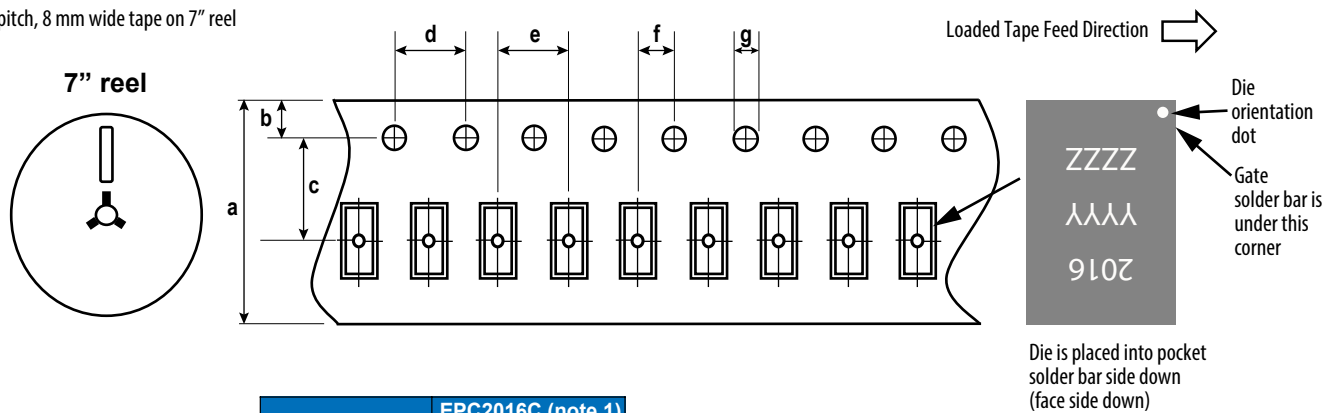 pitch, 8 mm wide tape on 7” reel
Loaded Tape Feed Direction
7” reel
d
e
f
g
b
c
a
Die
orientation
dot
Gate
solder bar is
under this
corner
2016
YYYY
ZZZZ
Die is placed into pocket
solder bar side down
(face side down)
EPC2016C (note 1)